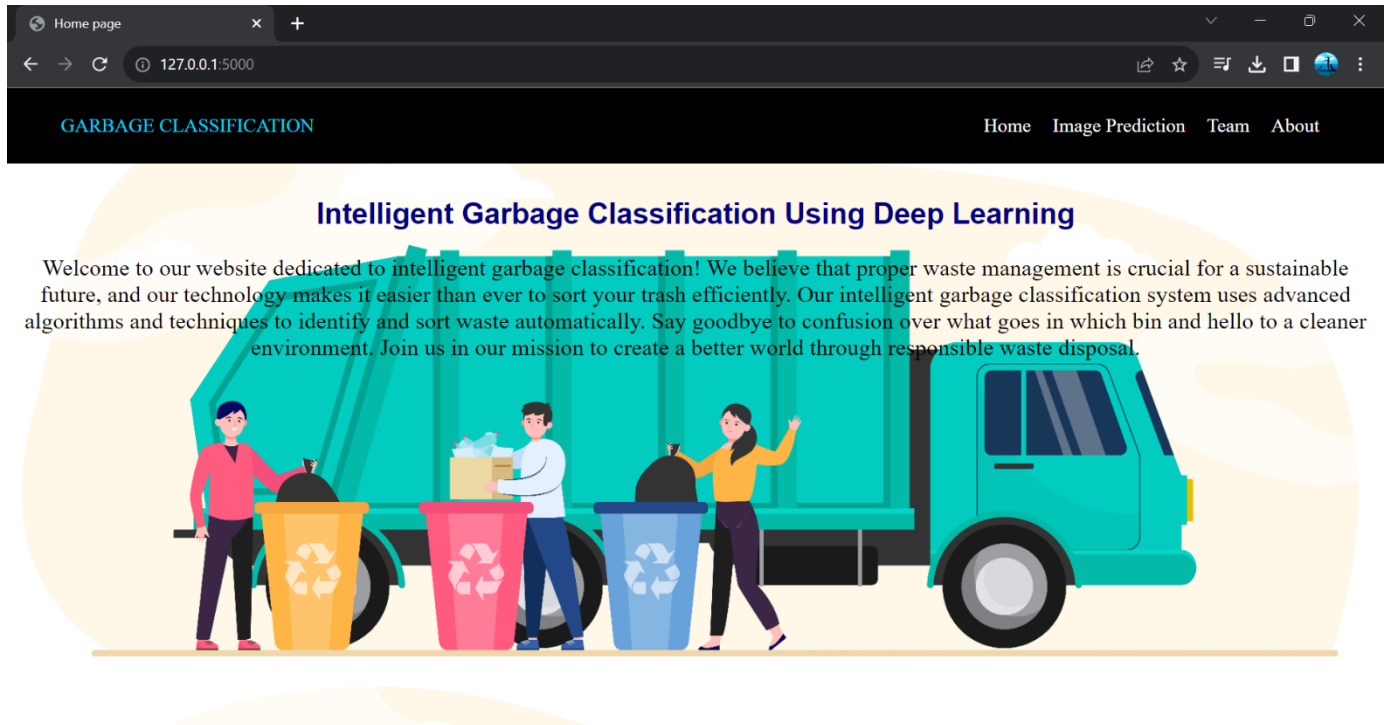 Home page
127.0.0.1:5000
GARBAGE CLASSIFICATION
Home Image Prediction Team About
Intelligent Garbage Classification Using Deep Learning
Welcome to our website dedicated to intelligent garbage classification! We believe that proper waste management is crucial for a sustainable
future, and our technology makes it easier than ever to sort your trash efficiently. Our intelligent garbage classification system uses advanced
algorithms and techniques to identify and sort waste automatically. Say goodbye to confusion over what goes in which bin and hello to a cleaner
environment. Join us in our mission to create a better world through responsible waste disposal.